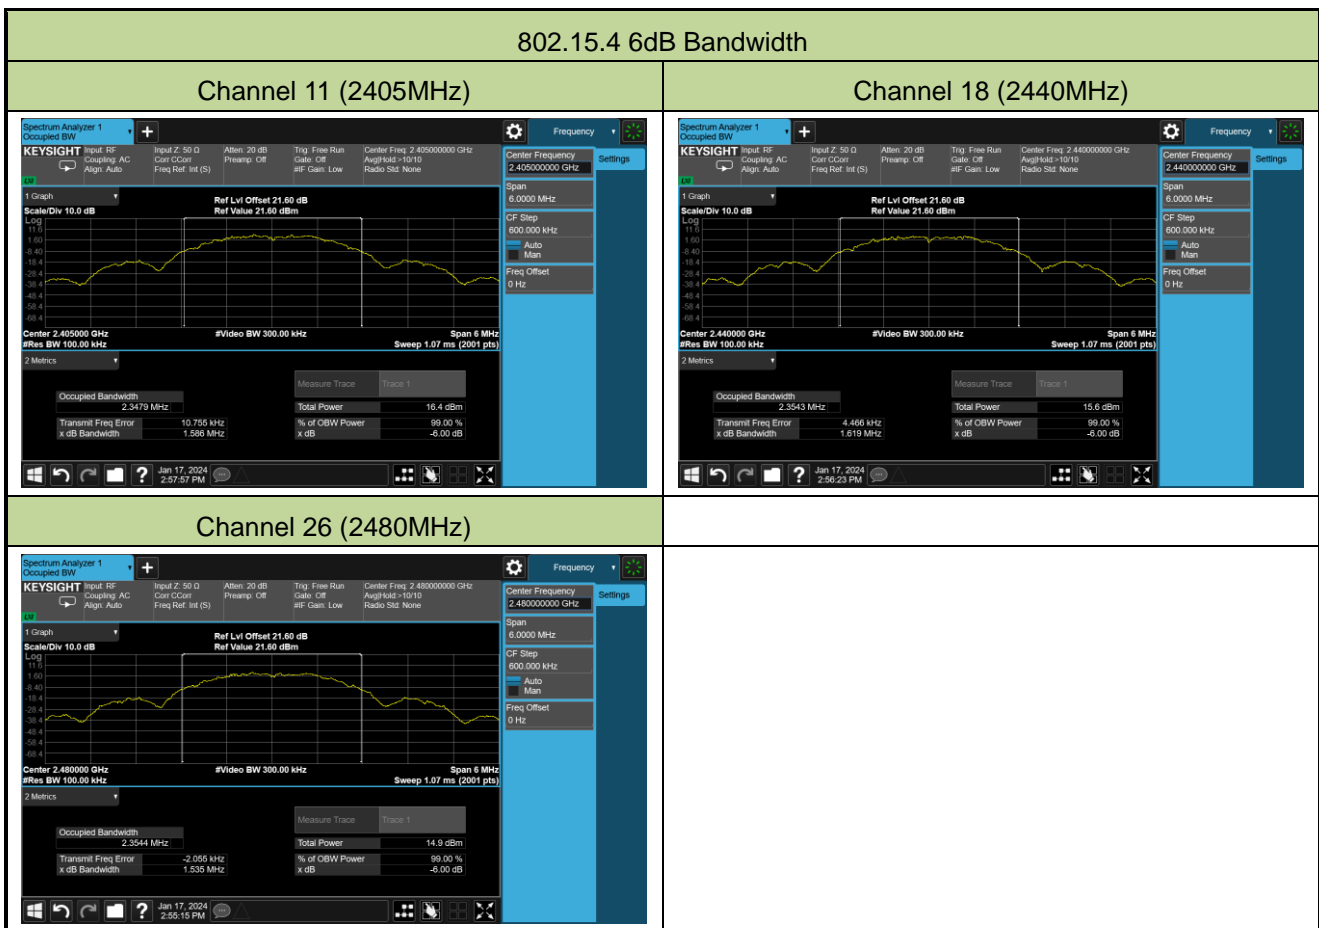 802.15.4 6dB Bandwidth
Channel 11 (2405MHz)
Channel 18 (2440MHz)
Spectrum Analyzer 1
Occupied BW
Frequency
KEYSIGHT
Input: RF
Coupling: AC
Align: Auto
Input Z: 50 Ω
Corr CCorr
Freq Ref: Int (S)
Atten: 20 dB
Preamp: Off
Trig: Free Run
Gate: Off
#IF Gain: Low
Center Freq: 2.405000000 GHz
Avg|Hold:>10/10
Radio Std: None
Center Frequency
2.405000000 GHz
Settings
Span
6.0000 MHz
CF Step
600.000 kHz
Auto
Man
Freq Offset
0 Hz
1 Graph
Scale/Div 10.0 dB
Ref Lvl Offset 21.60 dB
Ref Value 21.60 dBm
Log
11.6
1.60
-8.40
-18.4
-28.4
-38.4
-48.4
-58.4
-68.4
Center 2.405000 GHz
#Video BW 300.00 kHz
Span 6 MHz
#Res BW 100.00 kHz
Sweep 1.07 ms (2001 pts)
2 Metrics
Measure Trace Trace 1
Occupied Bandwidth
2.3479 MHz
Total Power 16.4 dBm
Transmit Freq Error 10.755 kHz
% of OBW Power 99.00 %
x dB Bandwidth 1.586 MHz
x dB -6.00 dB
Jan 17, 2024
2:57:57 PM
Spectrum Analyzer 1
Occupied BW
Frequency
KEYSIGHT
Input: RF
Coupling: AC
Align: Auto
Input Z: 50 Ω
Corr CCorr
Freq Ref: Int (S)
Atten: 20 dB
Preamp: Off
Trig: Free Run
Gate: Off
#IF Gain: Low
Center Freq: 2.440000000 GHz
Avg|Hold:>10/10
Radio Std: None
Center Frequency
2.440000000 GHz
Settings
Span
6.0000 MHz
CF Step
600.000 kHz
Auto
Man
Freq Offset
0 Hz
1 Graph
Scale/Div 10.0 dB
Ref Lvl Offset 21.60 dB
Ref Value 21.60 dBm
Log
11.6
1.60
-8.40
-18.4
-28.4
-38.4
-48.4
-58.4
-68.4
Center 2.440000 GHz
#Video BW 300.00 kHz
Span 6 MHz
#Res BW 100.00 kHz
Sweep 1.07 ms (2001 pts)
2 Metrics
Measure Trace Trace 1
Occupied Bandwidth
2.3543 MHz
Total Power 15.6 dBm
Transmit Freq Error 4.466 kHz
% of OBW Power 99.00 %
x dB Bandwidth 1.619 MHz
x dB -6.00 dB
Jan 17, 2024
2:56:23 PM
Channel 26 (2480MHz)
Spectrum Analyzer 1
Occupied BW
Frequency
KEYSIGHT
Input: RF
Coupling: AC
Align: Auto
Input Z: 50 Ω
Corr CCorr
Freq Ref: Int (S)
Atten: 20 dB
Preamp: Off
Trig: Free Run
Gate: Off
#IF Gain: Low
Center Freq: 2.480000000 GHz
Avg|Hold:>10/10
Radio Std: None
Center Frequency
2.480000000 GHz
Settings
Span
6.0000 MHz
CF Step
600.000 kHz
Auto
Man
Freq Offset
0 Hz
1 Graph
Scale/Div 10.0 dB
Ref Lvl Offset 21.60 dB
Ref Value 21.60 dBm
Log
11.6
1.60
-8.40
-18.4
-28.4
-38.4
-48.4
-58.4
-68.4
Center 2.480000 GHz
#Video BW 300.00 kHz
Span 6 MHz
#Res BW 100.00 kHz
Sweep 1.07 ms (2001 pts)
2 Metrics
Measure Trace Trace 1
Occupied Bandwidth
2.3544 MHz
Total Power 14.9 dBm
Transmit Freq Error -2.055 kHz
% of OBW Power 99.00 %
x dB Bandwidth 1.535 MHz
x dB -6.00 dB
Jan 17, 2024
2:55:15 PM